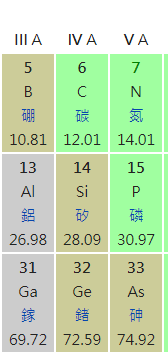 III A IV A V A
5 6 7
B C N
硼 碳 氮
10.81 12.01 14.01
13 14 15
Al Si P
鋁 矽 磷
26.98 28.09 30.97
31 32 33
Ga Ge As
鎵 鍺 砷
69.72 72.59 74.92